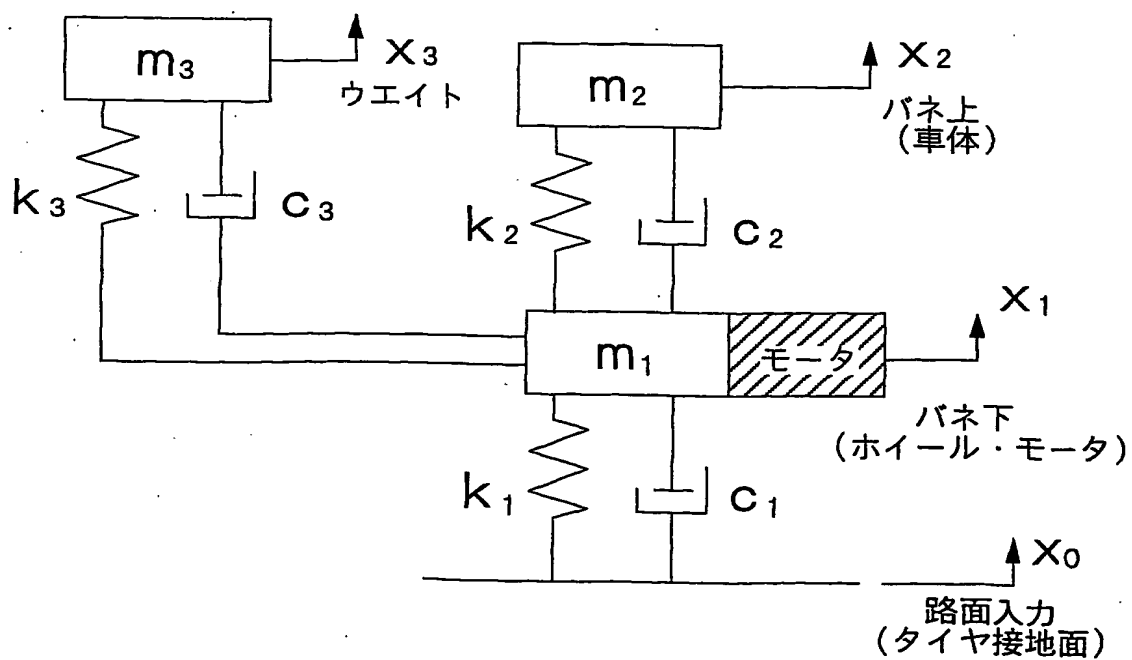 m3
x3
ウエイト
k3
c3
m2
x2
バネ上
(車体)
k2
c2
m1
モータ
x1
バネ下
(ホイール・モータ)
k1
c1
x0
路面入力
(タイヤ接地面)